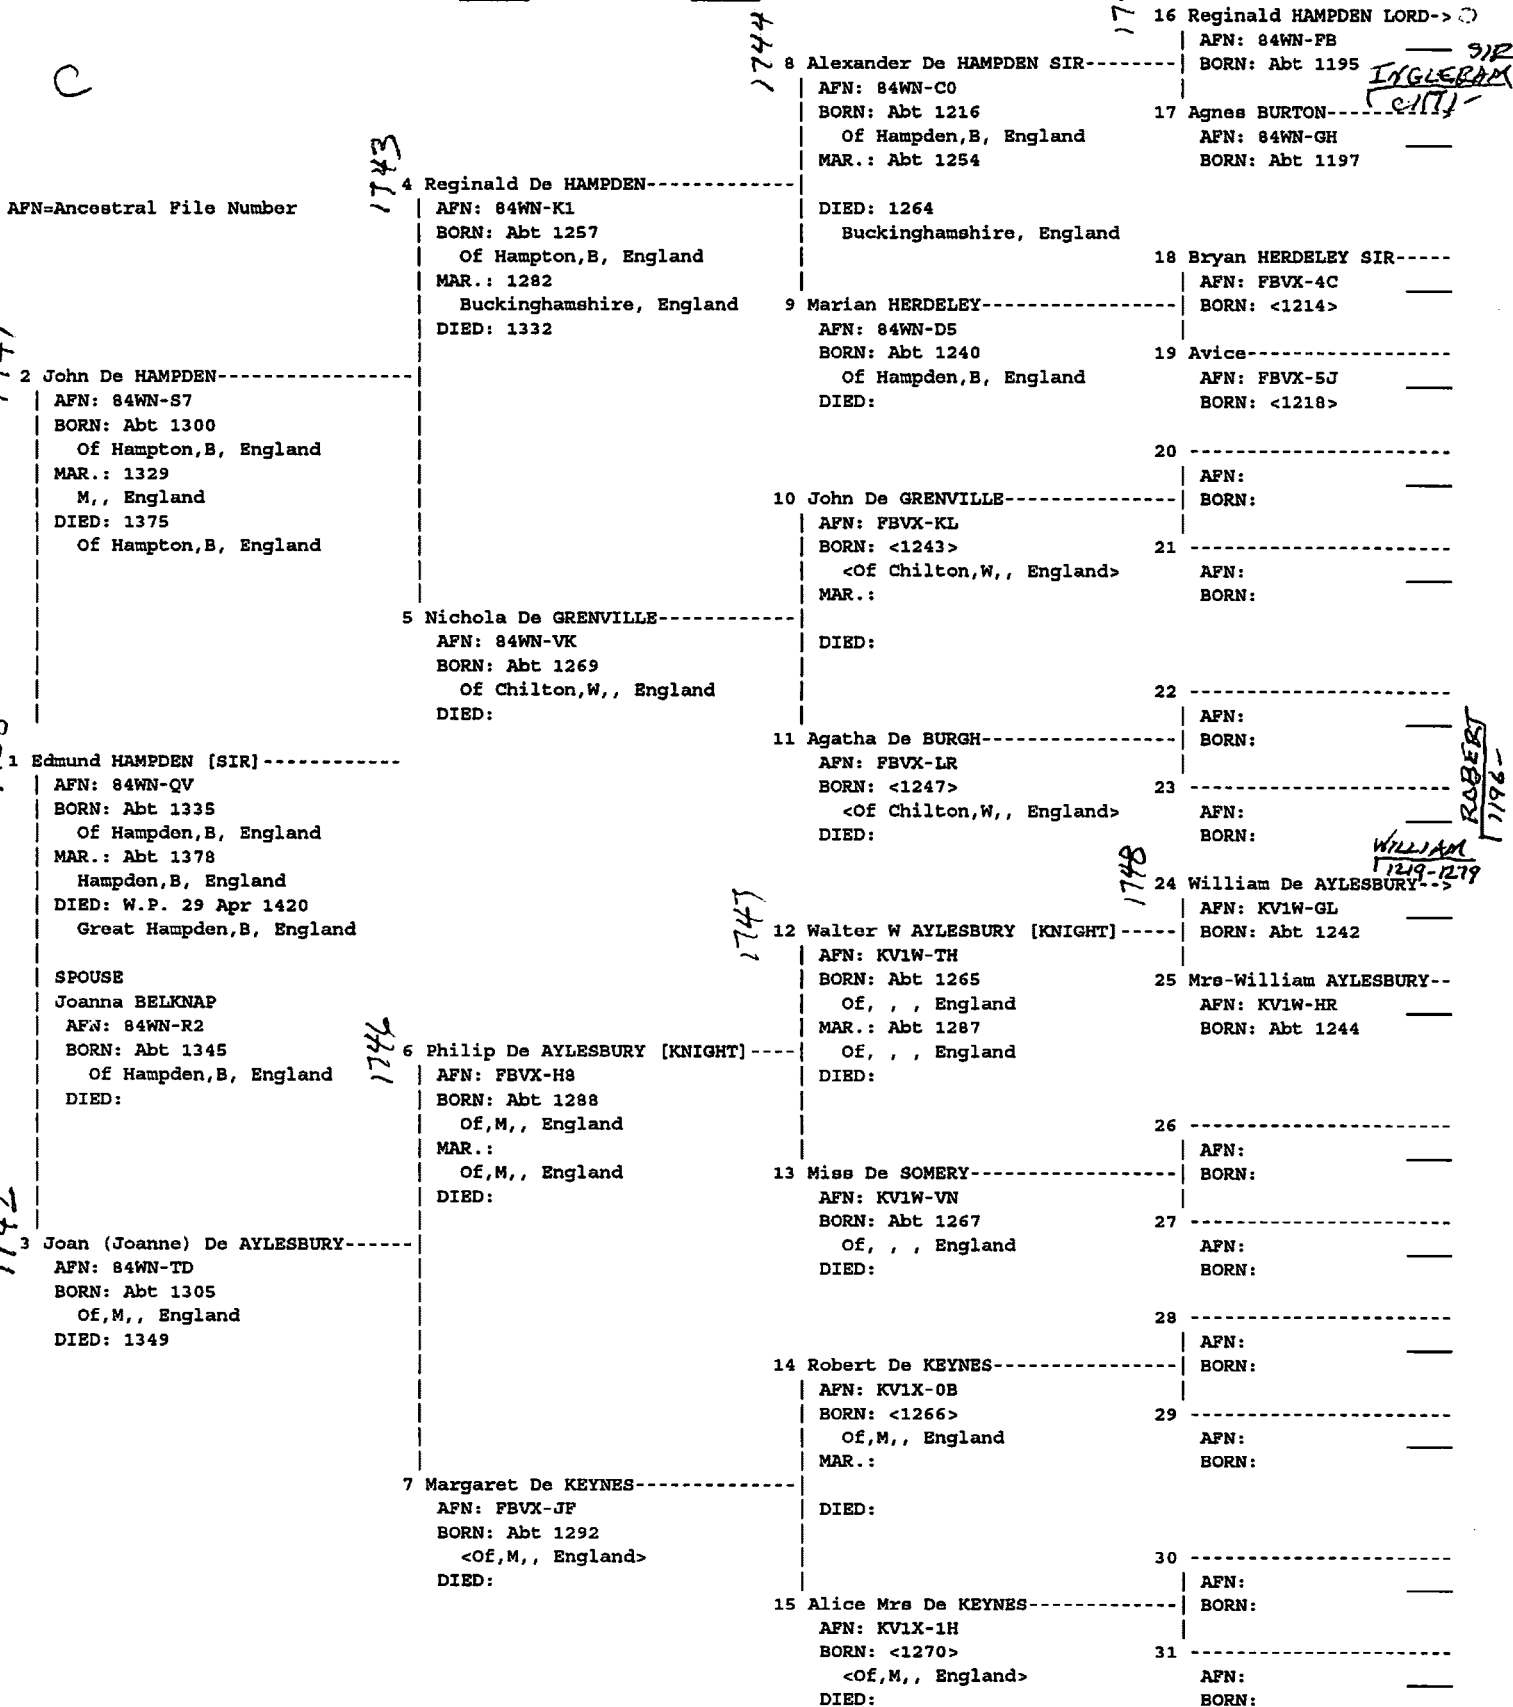 C
AFN=Ancestral File Number
2 John De HAMPDEN----------------
AFN: 84WN-S7
BORN: Abt 1300
Of Hampton,B, England
MAR.: 1329
M,, England
DIED: 1375
Of Hampton,B, England
1 Edmund HAMPDEN [SIR]------------
AFN: 84WN-QV
BORN: Abt 1335
Of Hampden,B, England
MAR.: Abt 1378
Hampden,B, England
DIED: W.P. 29 Apr 1420
Great Hampden,B, England
SPOUSE
Joanna BELKNAP
AFN: 84WN-R2
BORN: Abt 1345
Of Hampden,B, England
DIED:
1742
3 Joan (Joanne) De AYLESBURY------
AFN: 84WN-TD
BORN: Abt 1305
Of,M,, England
DIED: 1349
1743
4 Reginald De HAMPDEN-------------
AFN: 84WN-K1
BORN: Abt 1257
Of Hampton,B, England
MAR.: 1282
Buckinghamshire, England
DIED: 1332
5 Nichola De GRENVILLE------------
AFN: 84WN-VK
BORN: Abt 1269
Of Chilton,W,, England
DIED:
1746
6 Philip De AYLESBURY [KNIGHT]----
AFN: FBVX-H8
BORN: Abt 1288
Of,M,, England
MAR.:
Of,M,, England
DIED:
7 Margaret De KEYNES--------------
AFN: FBVX-JF
BORN: Abt 1292
<Of,M,, England>
DIED:
1744
8 Alexander De HAMPDEN SIR--------
AFN: 84WN-C0
BORN: Abt 1216
Of Hampden,B, England
MAR.: Abt 1254
DIED: 1264
Buckinghamshire, England
9 Marian HERDELEY-----------------
AFN: 84WN-D5
BORN: Abt 1240
Of Hampden,B, England
DIED:
10 John De GRENVILLE---------------
AFN: FBVX-KL
BORN: <1243>
<Of Chilton,W,, England>
MAR.:
DIED:
11 Agatha De BURGH-----------------
AFN: FBVX-LR
BORN: <1247>
<Of Chilton,W,, England>
DIED:
1747
12 Walter W AYLESBURY [KNIGHT]-----
AFN: KV1W-TH
BORN: Abt 1265
Of, , , England
MAR.: Abt 1287
Of, , , England
DIED:
13 Miss De SOMERY------------------
AFN: KV1W-VN
BORN: Abt 1267
Of, , , England
DIED:
14 Robert De KEYNES----------------
AFN: KV1X-0B
BORN: <1266>
Of,M,, England
MAR.:
DIED:
15 Alice Mrs De KEYNES-------------
AFN: KV1X-1H
BORN: <1270>
<Of,M,, England>
DIED:
16 Reginald HAMPDEN LORD->
AFN: 84WN-FB
BORN: Abt 1195
SIR
INGLERAM
c1171-
17 Agnes BURTON----------->
AFN: 84WN-GH
BORN: Abt 1197
18 Bryan HERDELEY SIR-----
AFN: FBVX-4C
BORN: <1214>
19 Avice------------------
AFN: FBVX-5J
BORN: <1218>
20 -----------------------
AFN:
BORN:
21 -----------------------
AFN:
BORN:
22 -----------------------
AFN:
BORN:
23 -----------------------
AFN:
BORN:
ROBERT
1196-
WILLIAM
1219-1279
1748
24 William De AYLESBURY-->
AFN: KV1W-GL
BORN: Abt 1242
25 Mrs-William AYLESBURY--
AFN: KV1W-HR
BORN: Abt 1244
26 -----------------------
AFN:
BORN:
27 -----------------------
AFN:
BORN:
28 -----------------------
AFN:
BORN:
29 -----------------------
AFN:
BORN:
30 -----------------------
AFN:
BORN:
31 -----------------------
AFN:
BORN: